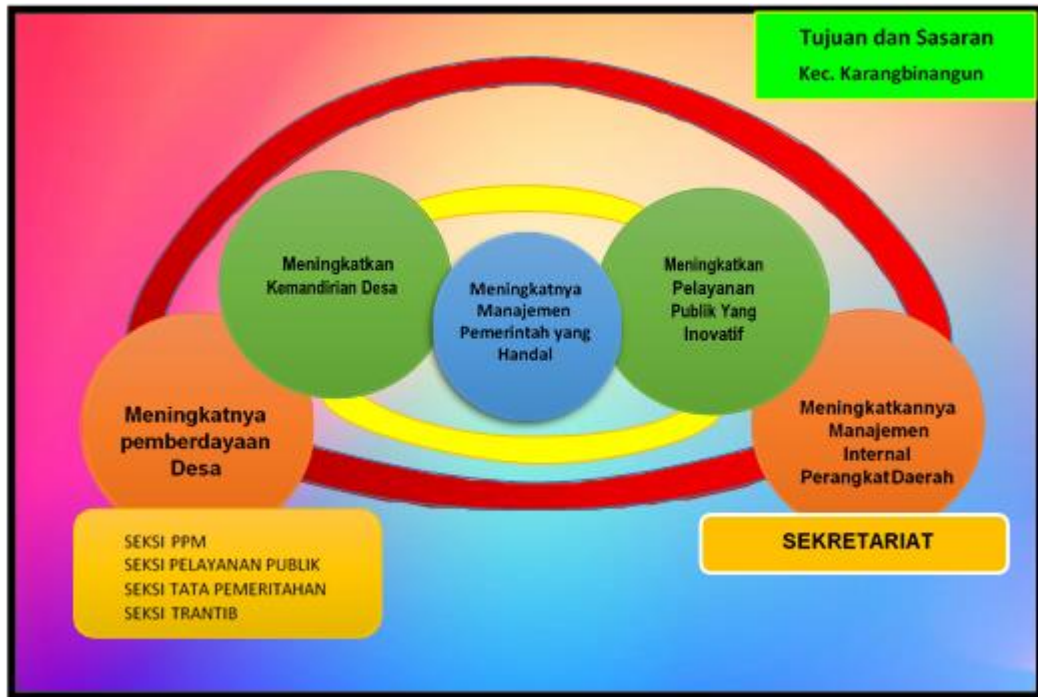 Tujuan dan Sasaran
Kec. Karangbinangun
Meningkatkan
Kemandirian Desa
Meningkatnya
Manajemen
Pemerintah yang
Handal
Meningkatkan
Pelayanan
Publik Yang
Inovatif
Meningkatnya
pemberdayaan
Desa
Meningkatkannya
Manajemen
Internal
Perangkat Daerah
SEKSI PPM
SEKSI PELAYANAN PUBLIK
SEKSI TATA PEMERITAHAN
SEKSI TRANTIB
SEKRETARIAT